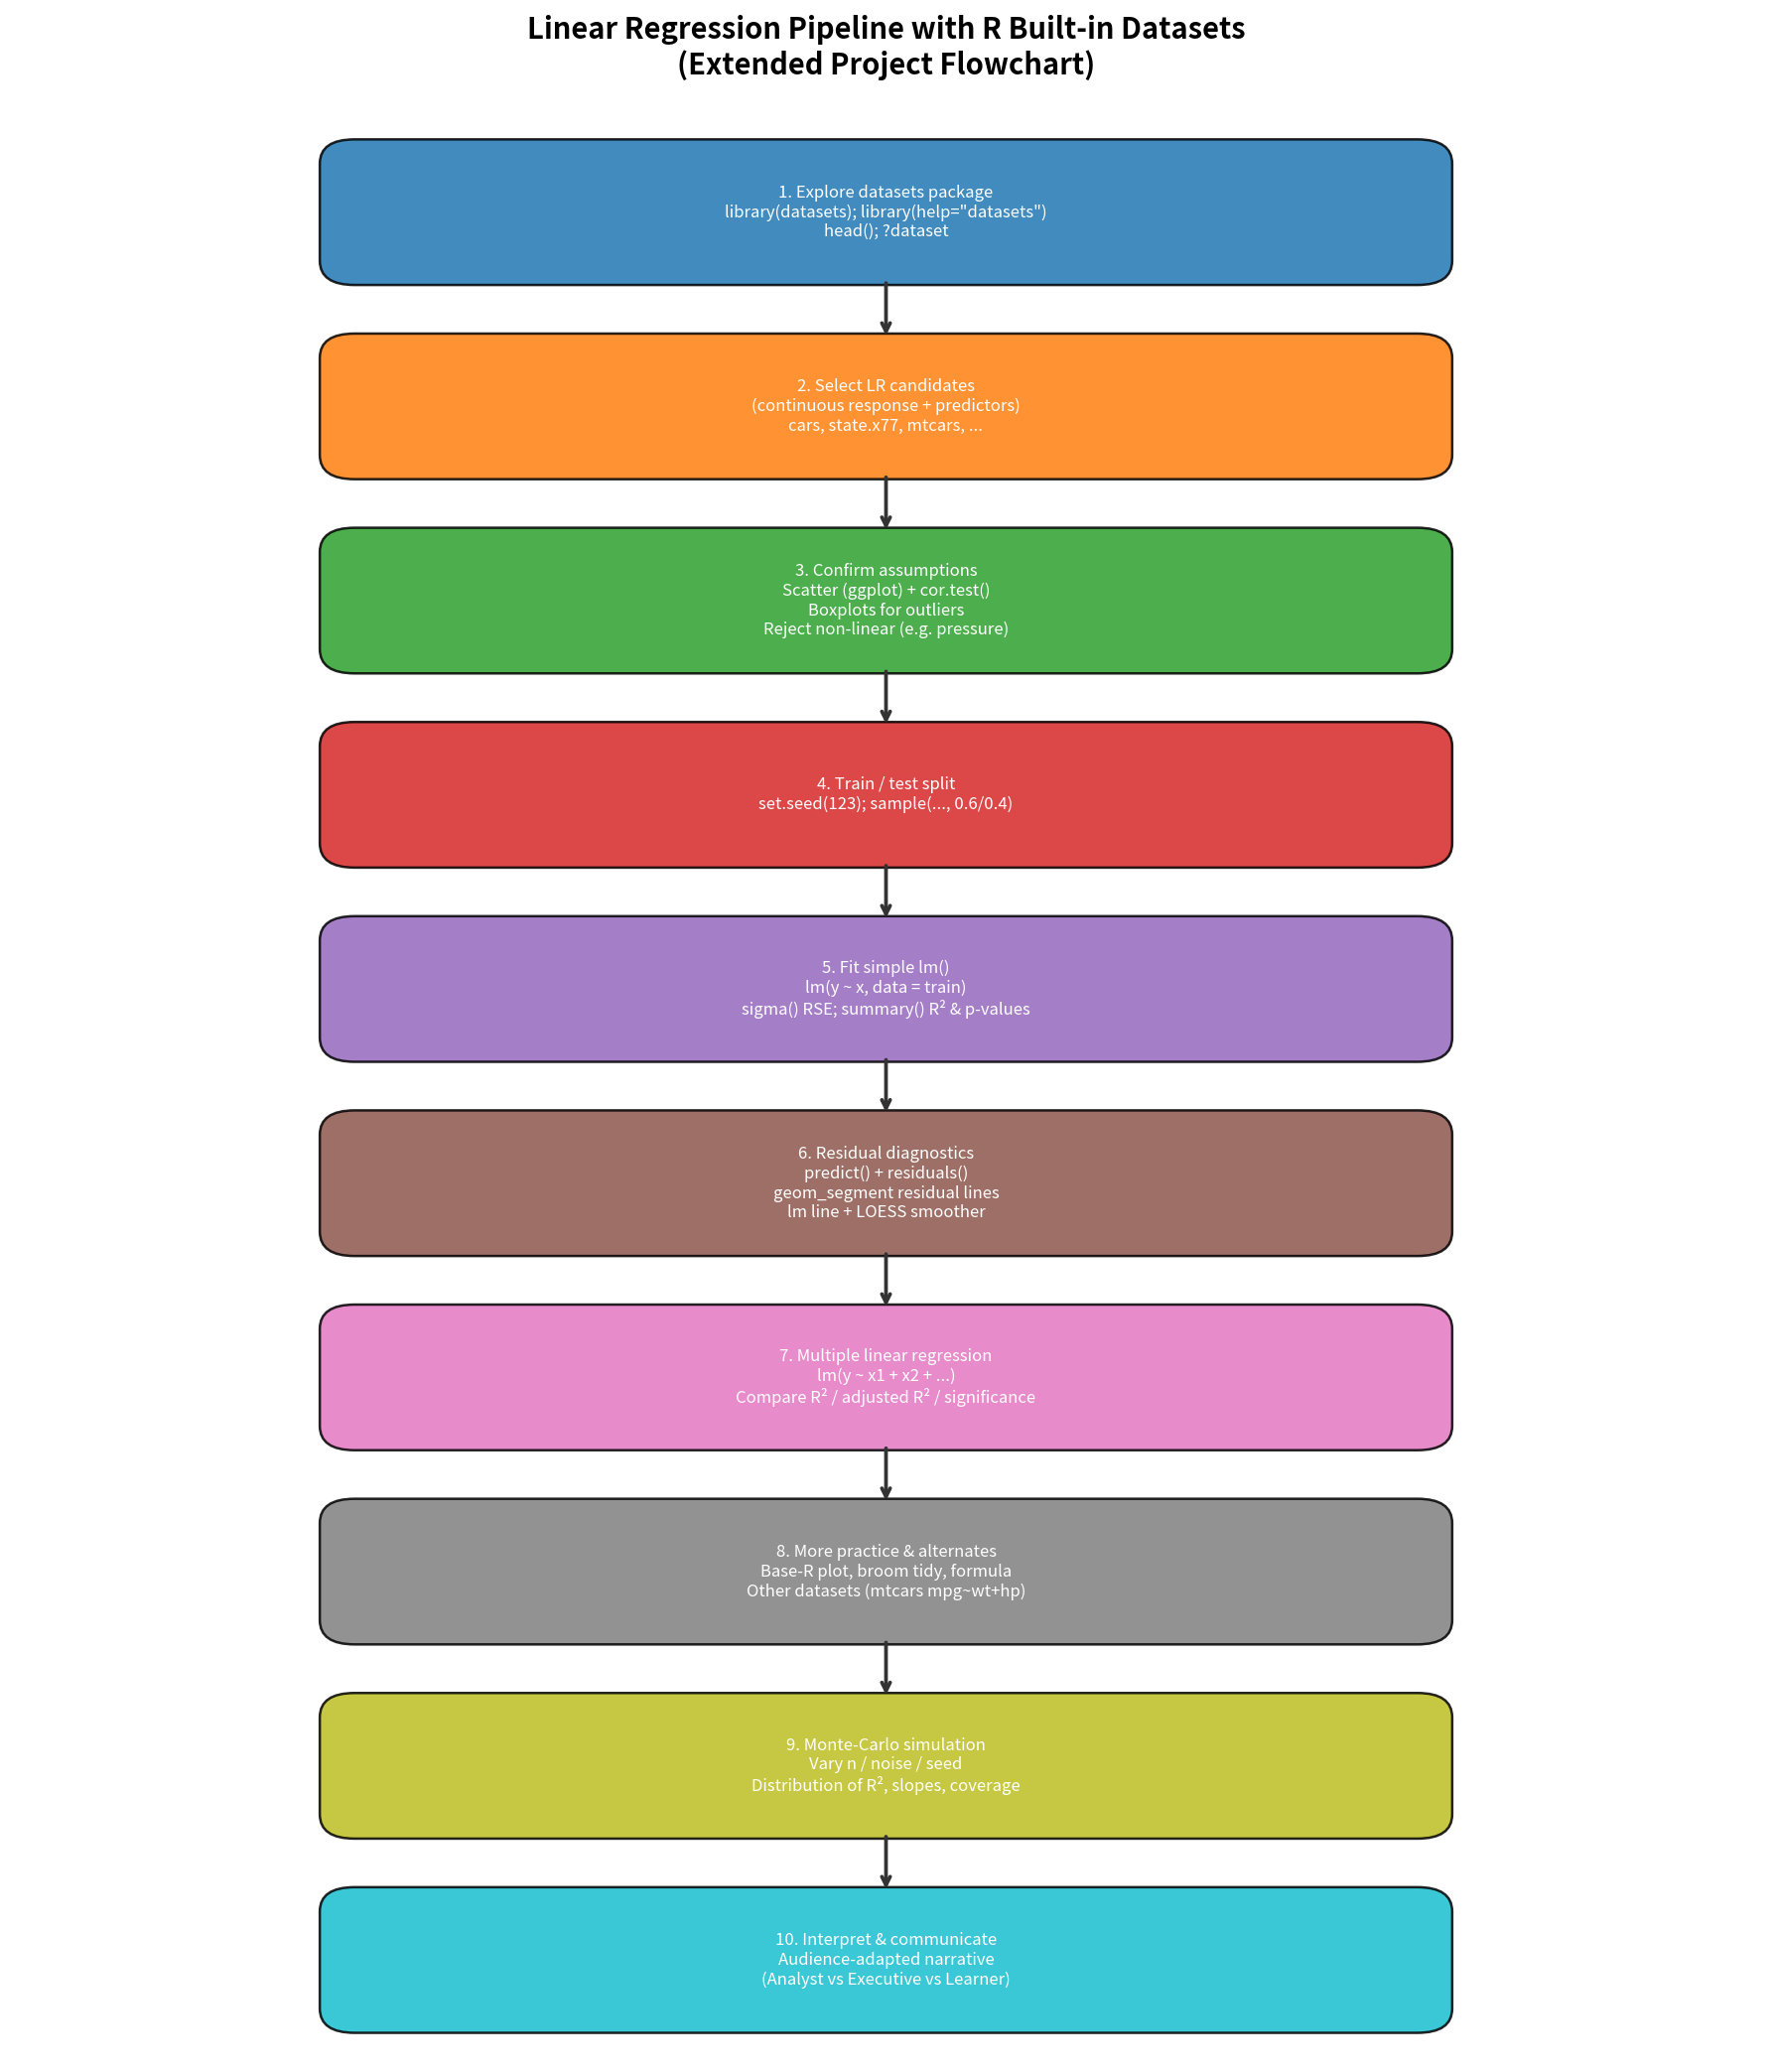 Linear Regression Pipeline with R Built-in Datasets
(Extended Project Flowchart)
1. Explore datasets package
library(datasets); library(help="datasets")
head(); ?dataset
2. Select LR candidates
(continuous response + predictors)
cars, state.x77, mtcars, ...
3. Confirm assumptions
Scatter (ggplot) + cor.test()
Boxplots for outliers
Reject non-linear (e.g. pressure)
4. Train / test split
set.seed(123); sample(..., 0.6/0.4)
5. Fit simple lm()
lm(y ~ x, data = train)
sigma() RSE; summary() R² & p-values
6. Residual diagnostics
predict() + residuals()
geom_segment residual lines
lm line + LOESS smoother
7. Multiple linear regression
lm(y ~ x1 + x2 + ...)
Compare R² / adjusted R² / significance
8. More practice & alternates
Base-R plot, broom tidy, formula
Other datasets (mtcars mpg~wt+hp)
9. Monte-Carlo simulation
Vary n / noise / seed
Distribution of R², slopes, coverage
10. Interpret & communicate
Audience-adapted narrative
(Analyst vs Executive vs Learner)